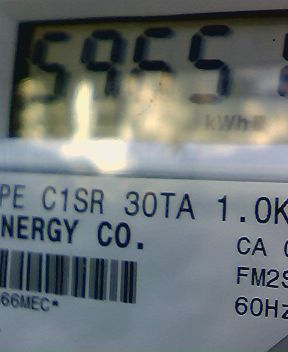 5955
kWh
PE C1SR 30TA 1.0K
NERGY CO.
CA
FM2S
66MEC*
60Hz